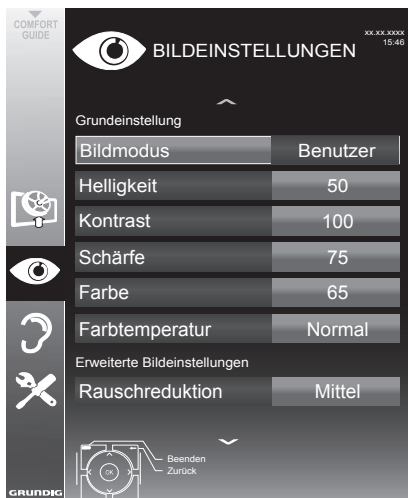 COMFORT
GUIDE
BILDEINSTELLUNGEN
xx.xx.xxxx
15:46
Grundeinstellung
Bildmodus Benutzer
Helligkeit 50
Kontrast 100
Schärfe 75
Farbe 65
Farbtemperatur Normal
Erweiterte Bildeinstellungen
Rauschreduktion Mittel
Beenden
Zurück
OK
GRUNDIG